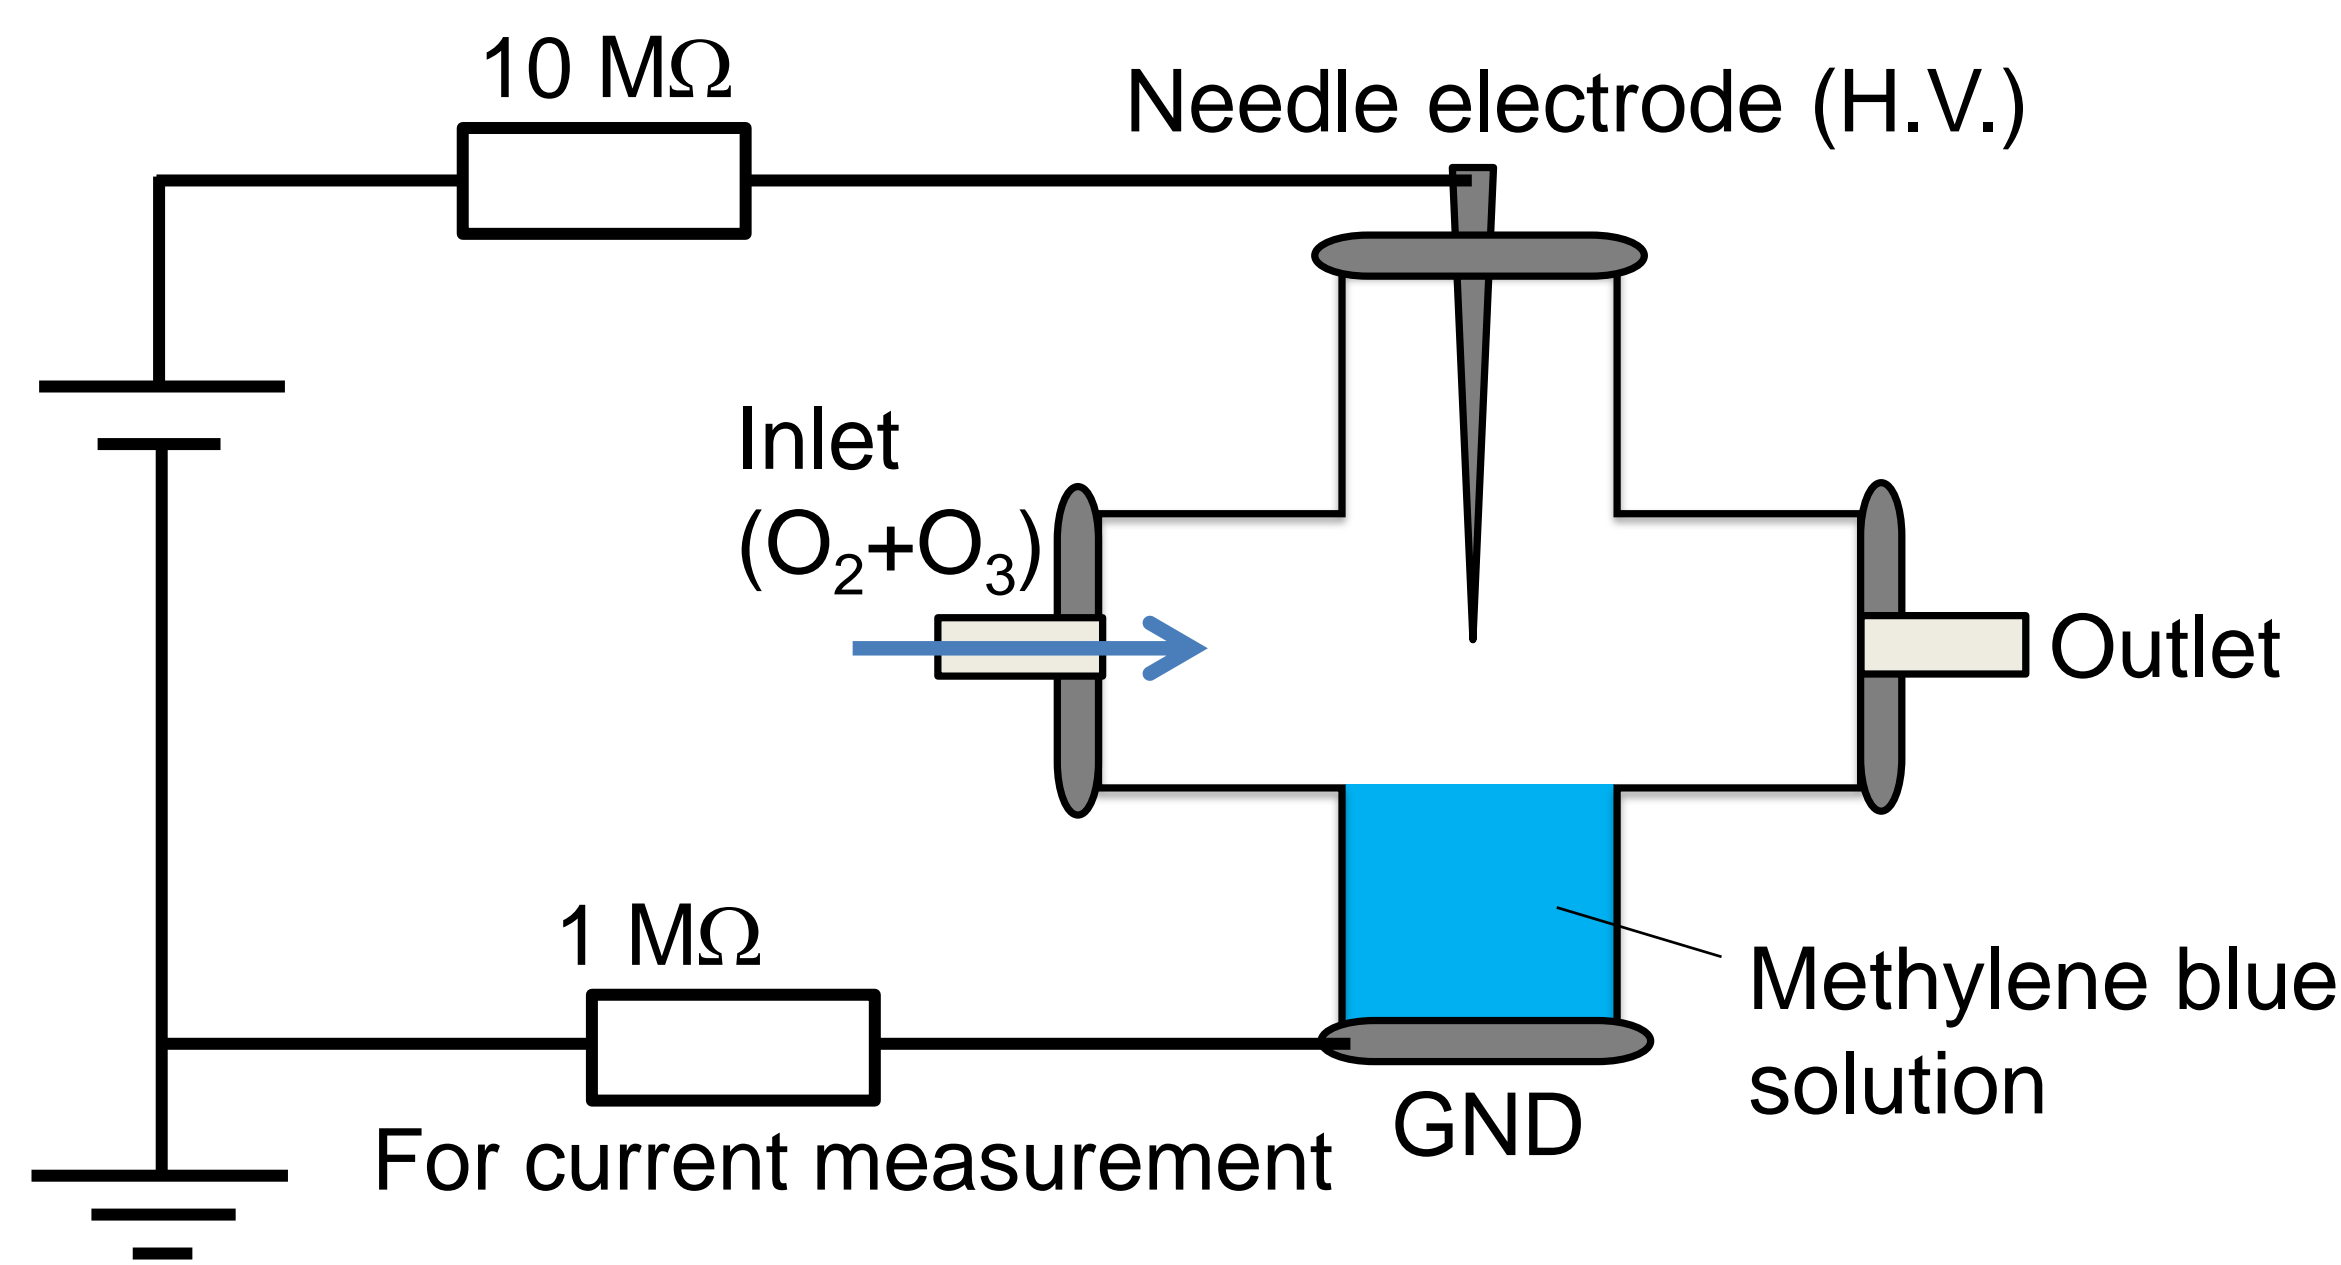 10 MΩ
Needle electrode (H.V.)
Inlet
(O₂+O₃)
Outlet
1 MΩ
For current measurement
GND
Methylene blue
solution